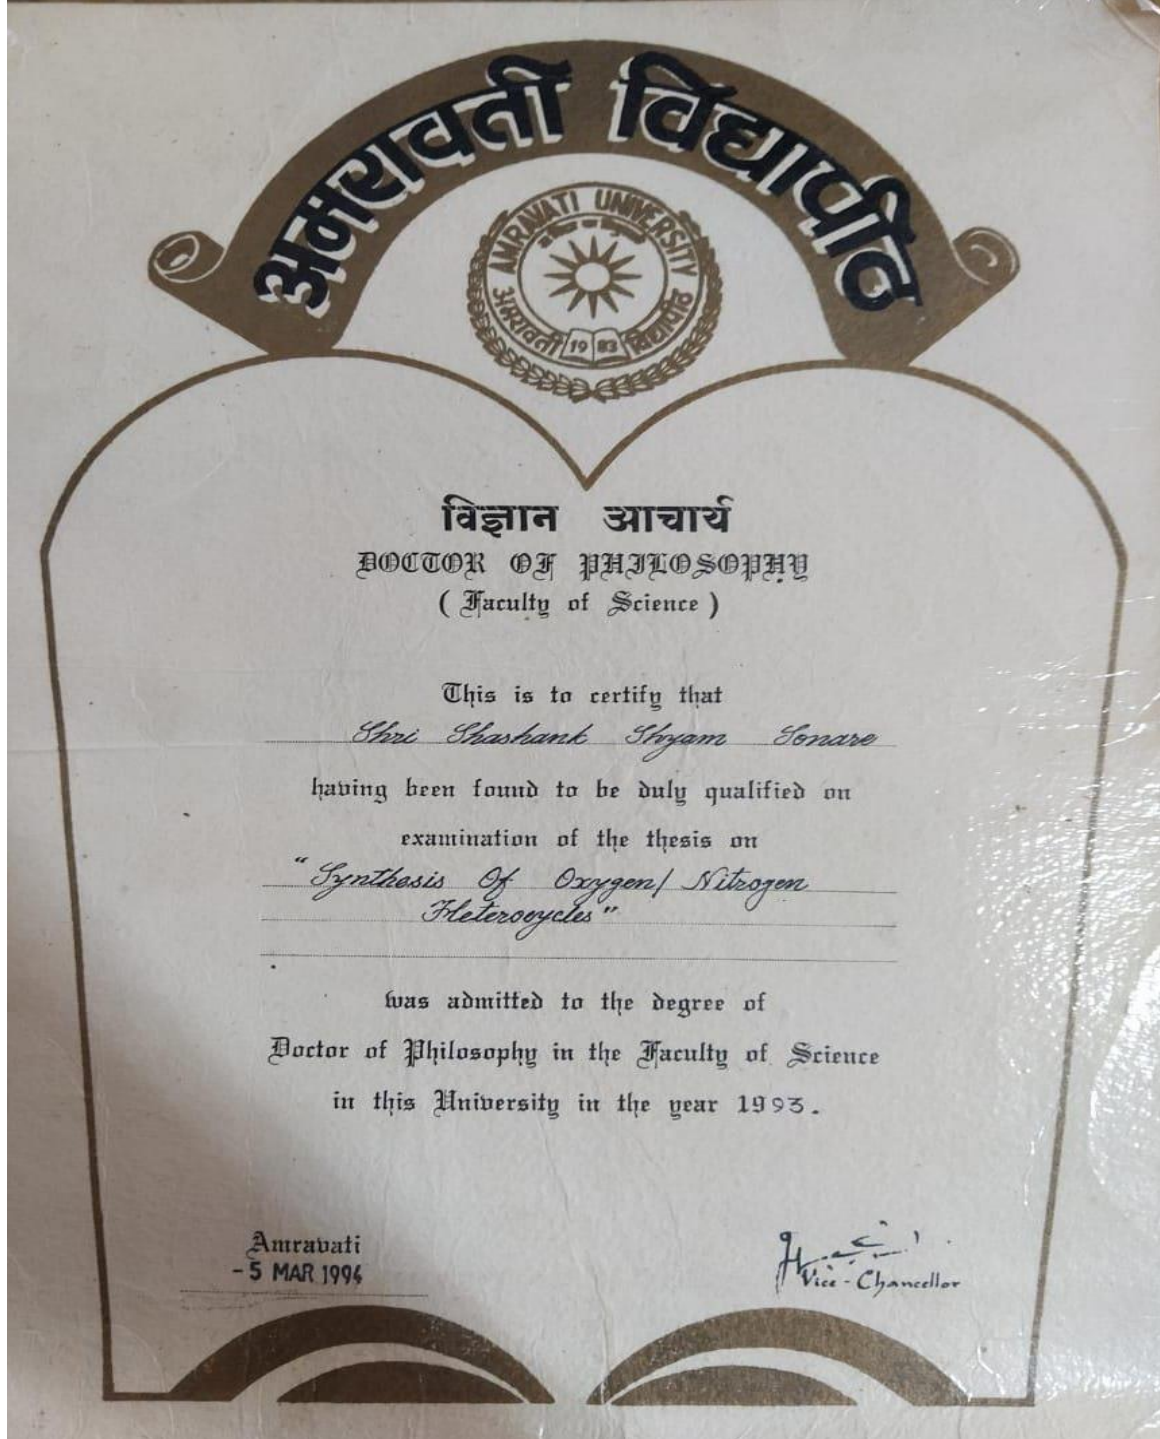 अमरावती विद्यापीठ
AMRAVATI UNIVERSITY
अमरावती विद्यापीठ
19 83
विज्ञान आचार्य
DOCTOR OF PHILOSOPHY
( Faculty of Science )
This is to certify that
Shri Shashank Shyam Sonare
having been found to be duly qualified on
examination of the thesis on
"Synthesis Of Oxygen/ Nitrogen
Heterocycles"
was admitted to the degree of
Doctor of Philosophy in the Faculty of Science
in this University in the year 1993.
Amravati
-5 MAR 1994
Vice-Chancellor